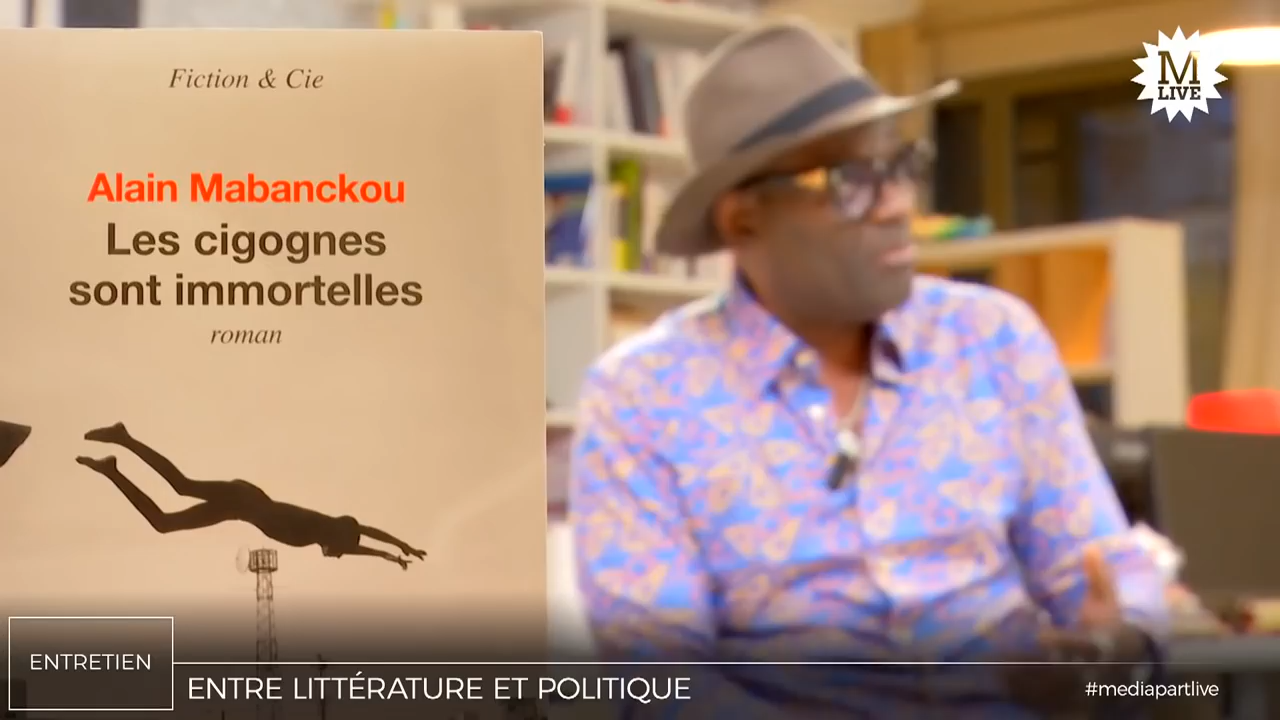 Fiction & Cie
Alain Mabanckou
Les cigognes
sont immortelles
roman
M
LIVE
ENTRETIEN
ENTRE LITTÉRATURE ET POLITIQUE
#mediapartlive